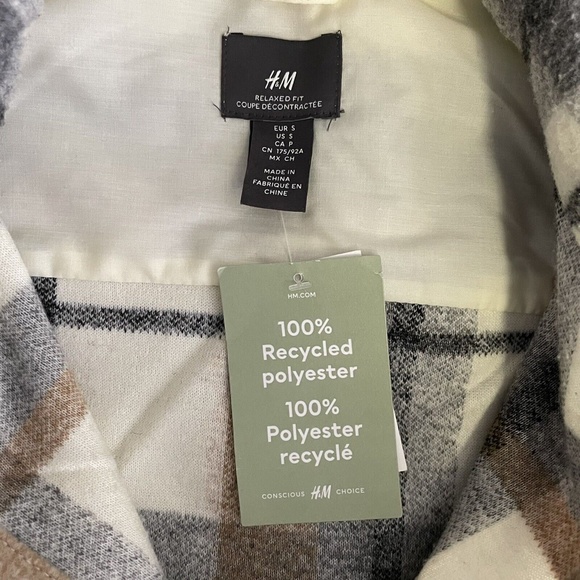 H&M
RELAXED FIT
COUPE DÉCONTRACTÉE
EUR S
US S
CA P
CN 175/92A
MX CH
MADE IN
CHINA
FABRIQUÉ EN
CHINE
HM.COM
100%
Recycled
polyester
100%
Polyester
recyclé
CONSCIOUS H&M CHOICE